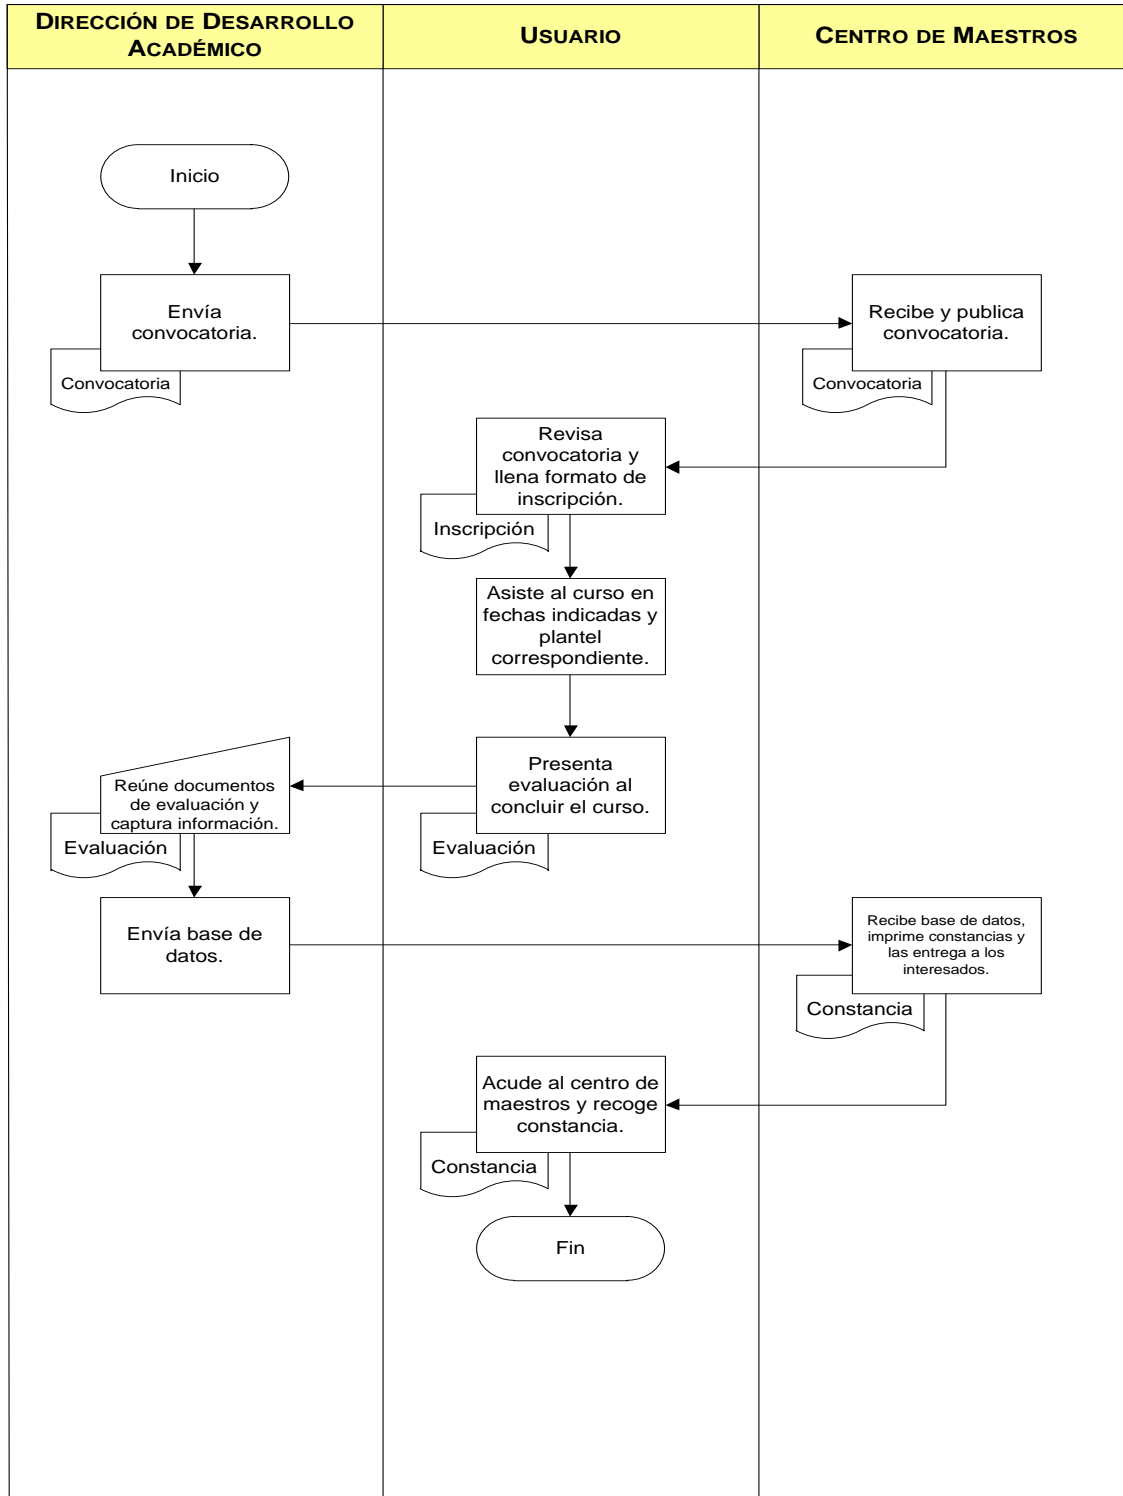 DIRECCIÓN DE DESARROLLO
ACADÉMICO
USUARIO
CENTRO DE MAESTROS
Inicio
Envía
convocatoria.
Convocatoria
Recibe y publica
convocatoria.
Convocatoria
Revisa
convocatoria y
llena formato de
inscripción.
Inscripción
Asiste al curso en
fechas indicadas y
plantel
correspondiente.
Presenta
evaluación al
concluir el curso.
Evaluación
Reúne documentos
de evaluación y
captura información.
Evaluación
Envía base de
datos.
Recibe base de datos,
imprime constancias y
las entrega a los
interesados.
Constancia
Acude al centro de
maestros y recoge
constancia.
Constancia
Fin